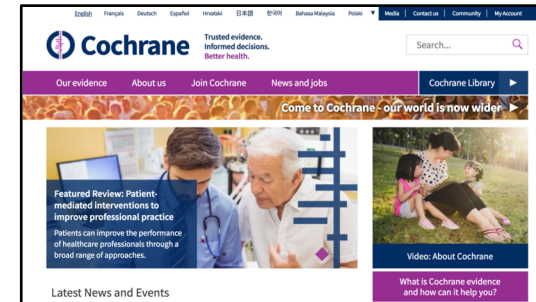 English Français Deutsch Español Hrvatski 日本語 한국어 Bahasa Malaysia Polski ▼ Media | Contact us | Community | My Account
Cochrane
Trusted evidence.
Informed decisions.
Better health.
Search...
Our evidence About us Join Cochrane News and jobs Cochrane Library ►
Come to Cochrane - our world is now wider ►
Featured Review: Patient-
mediated interventions to
improve professional practice
Patients can improve the performance
of healthcare professionals through a
broad range of approaches.
Video: About Cochrane
What is Cochrane evidence
and how can it help you?
Latest News and Events